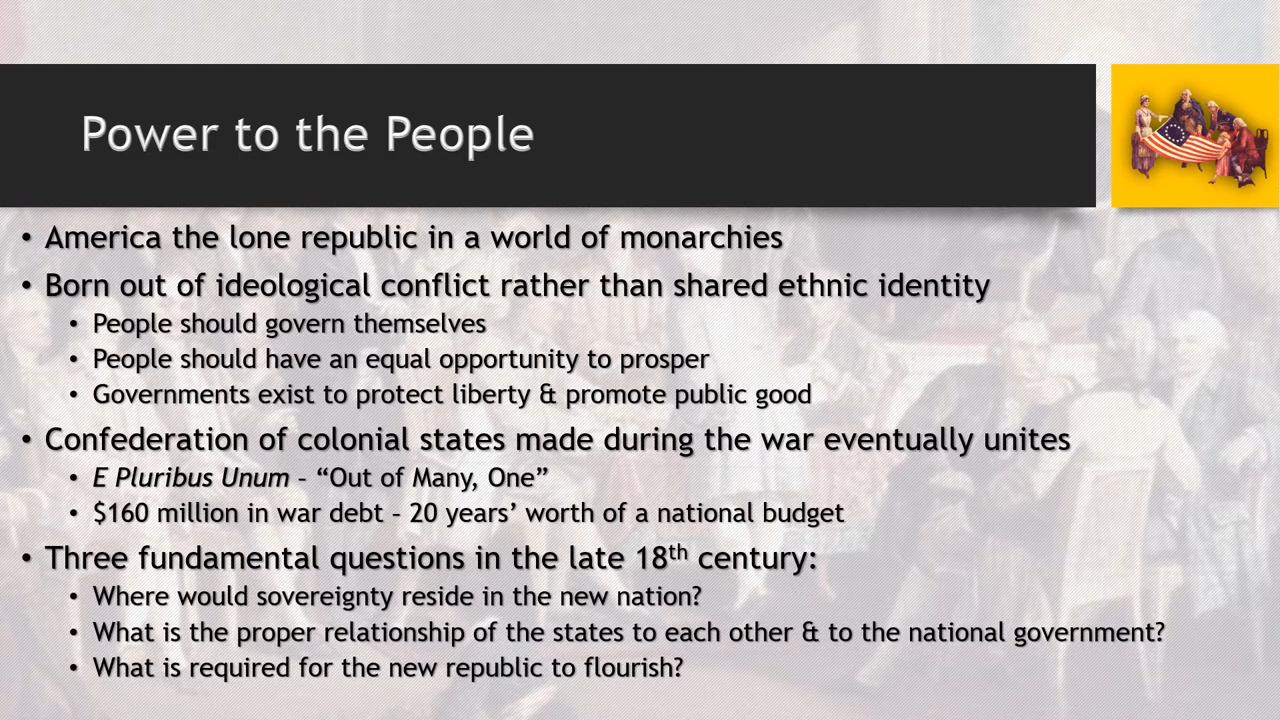 Power to the People
• America the lone republic in a world of monarchies
• Born out of ideological conflict rather than shared ethnic identity
• People should govern themselves
• People should have an equal opportunity to prosper
• Governments exist to protect liberty & promote public good
• Confederation of colonial states made during the war eventually unites
• E Pluribus Unum – “Out of Many, One”
• $160 million in war debt – 20 years’ worth of a national budget
• Three fundamental questions in the late 18th century:
• Where would sovereignty reside in the new nation?
• What is the proper relationship of the states to each other & to the national government?
• What is required for the new republic to flourish?